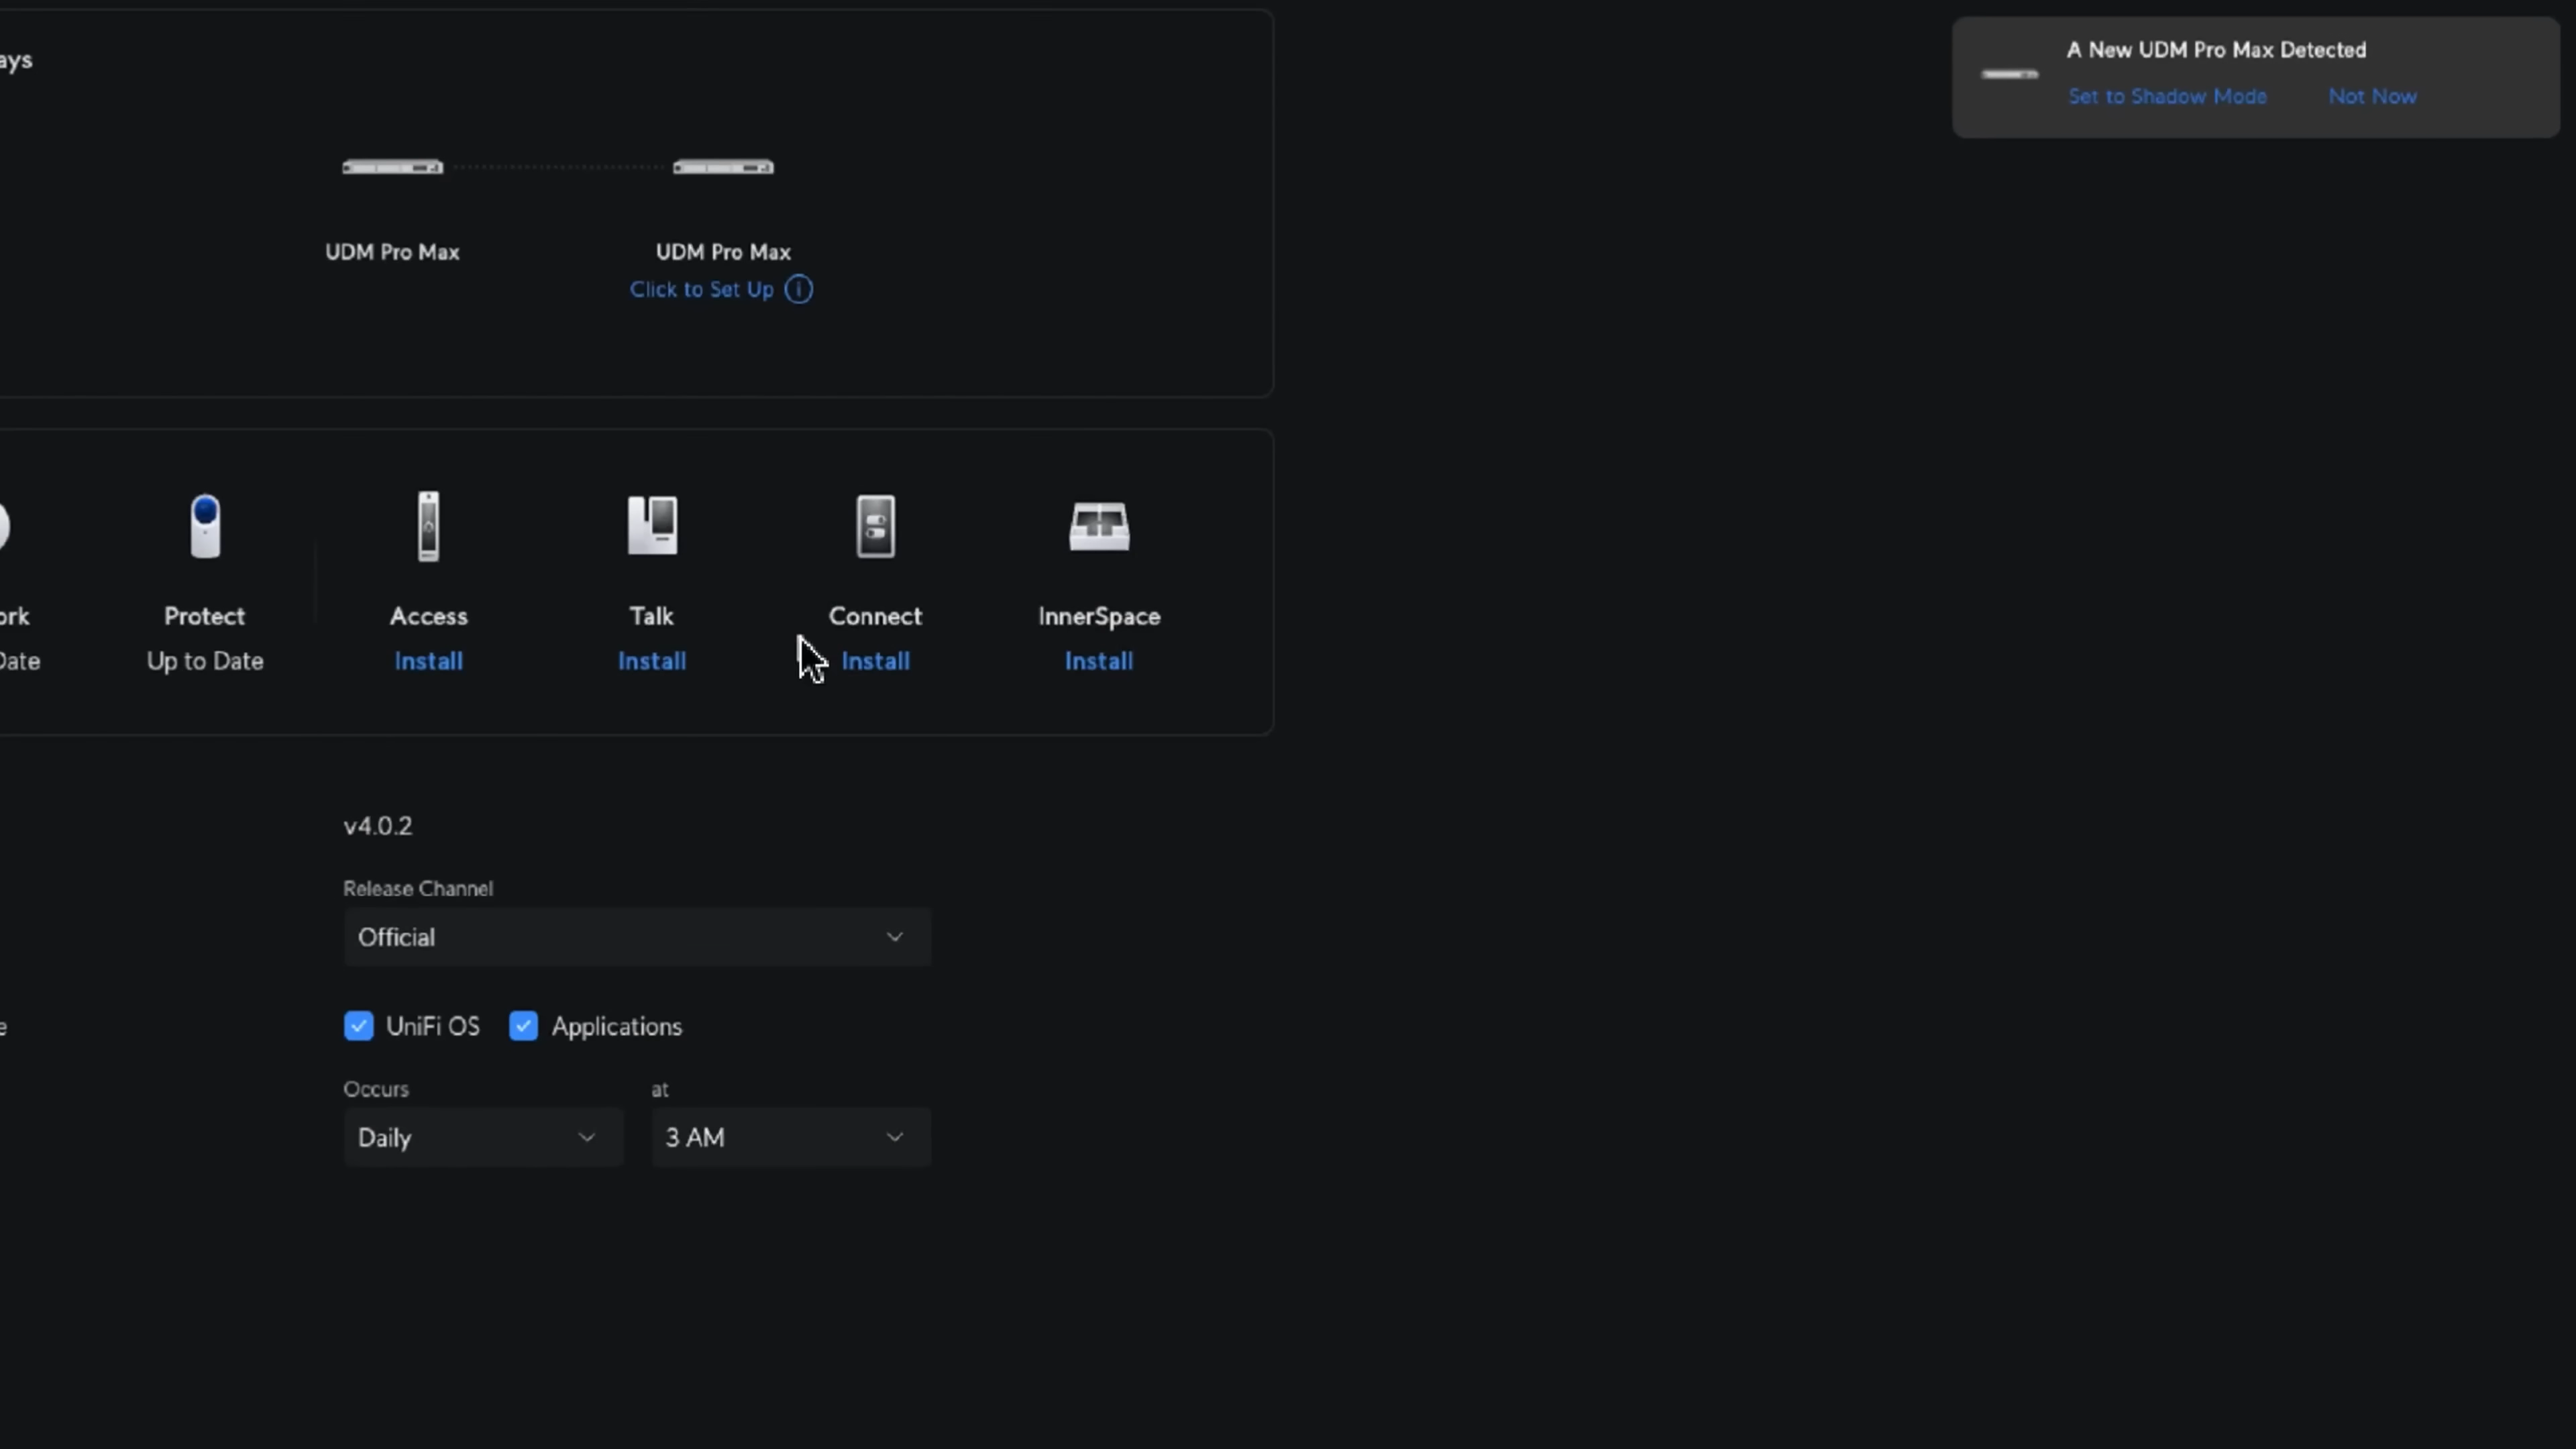 ays
A New UDM Pro Max Detected
Set to Shadow Mode Not Now
UDM Pro Max UDM Pro Max
Click to Set Up
ork Protect Access Talk Connect InnerSpace
Date Up to Date Install Install Install Install
v4.0.2
Release Channel
Official
e UniFi OS Applications
Occurs at
Daily 3 AM